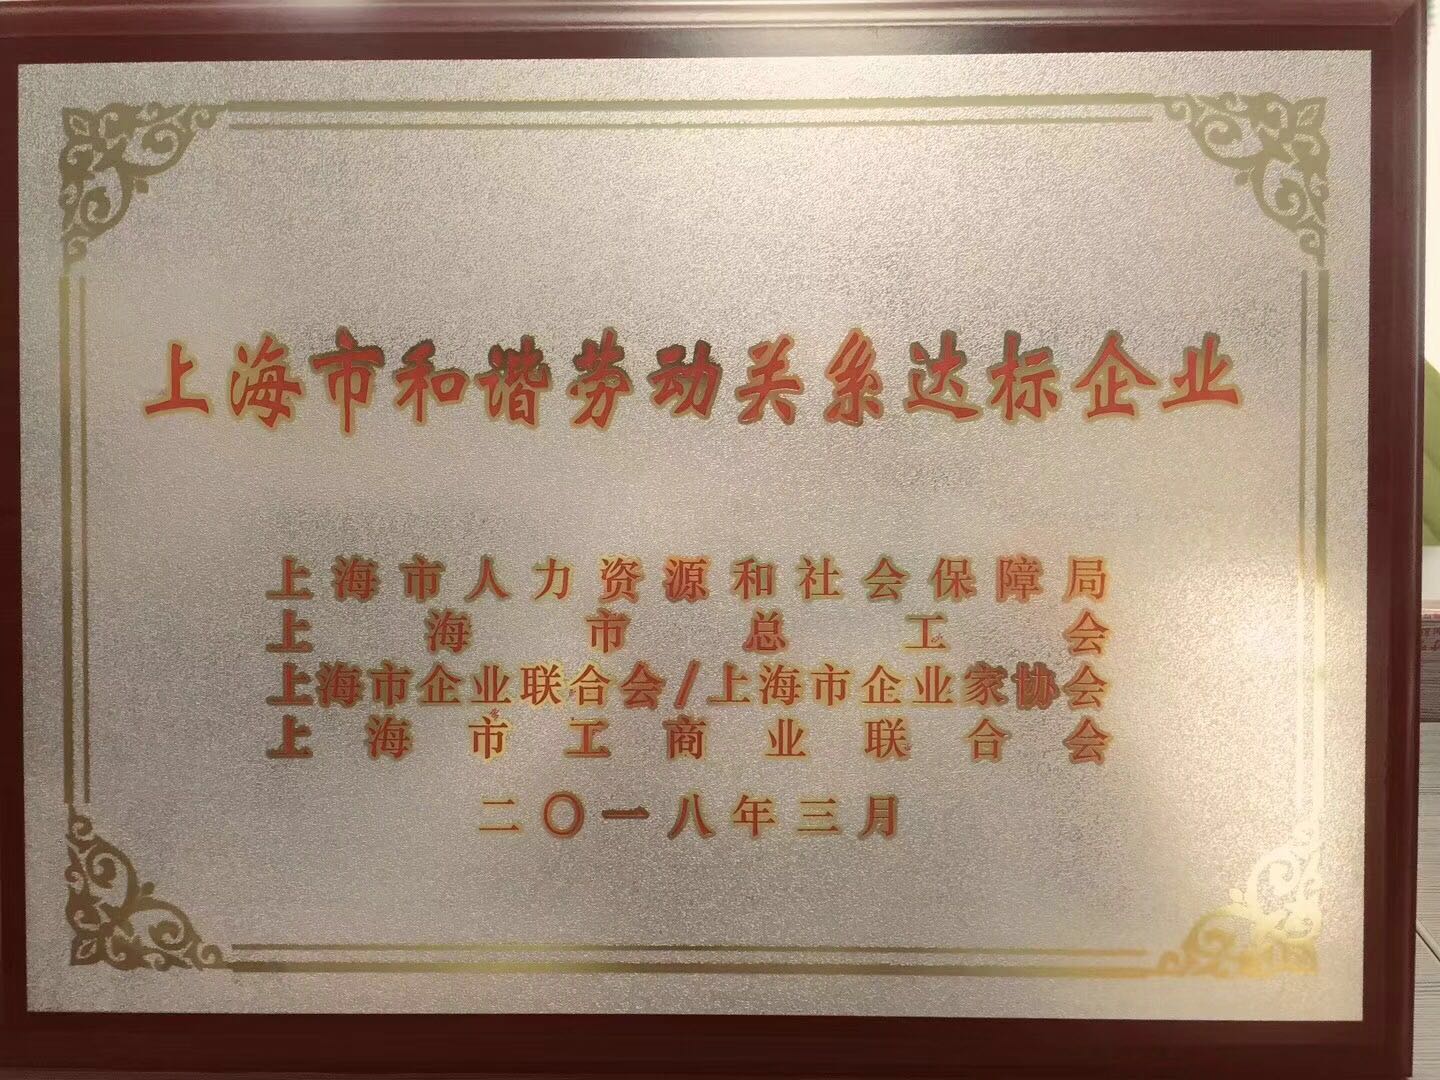 上海市和谐劳动关系达标企业
上海市人力资源和社会保障局
上海市总工会
上海市企业联合会/上海市企业家协会
上海市工商业联合会
二〇一八年三月